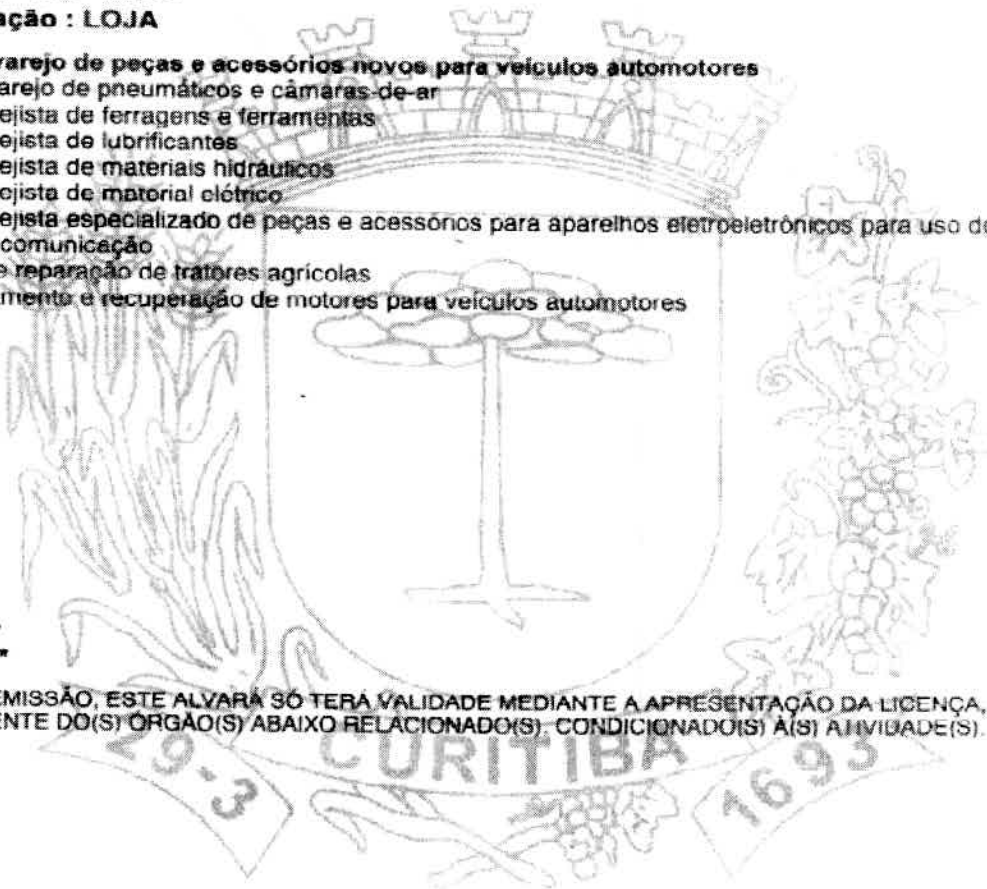 ação : LOJA
varejo de peças e acessórios novos para veículos automotores
arejo de pneumáticos e câmaras-de-ar
ejista de ferragens e ferramentas
ejista de lubrificantes
ejista de materiais hidráulicos
ejista de material elétrico
ejista especializado de peças e acessórios para aparelhos eletroeletrônicos para uso do
comunicação
e reparação de tratores agrícolas
mento e recuperação de motores para veículos automotores
EMISSÃO, ESTE ALVARÁ SÓ TERÁ VALIDADE MEDIANTE A APRESENTAÇÃO DA LICENÇA,
ENTE DO(S) ÓRGÃO(S) ABAIXO RELACIONADO(S), CONDICIONADO(S) À(S) ATIVIDADE(S).
29-3 CURITIBA 1693